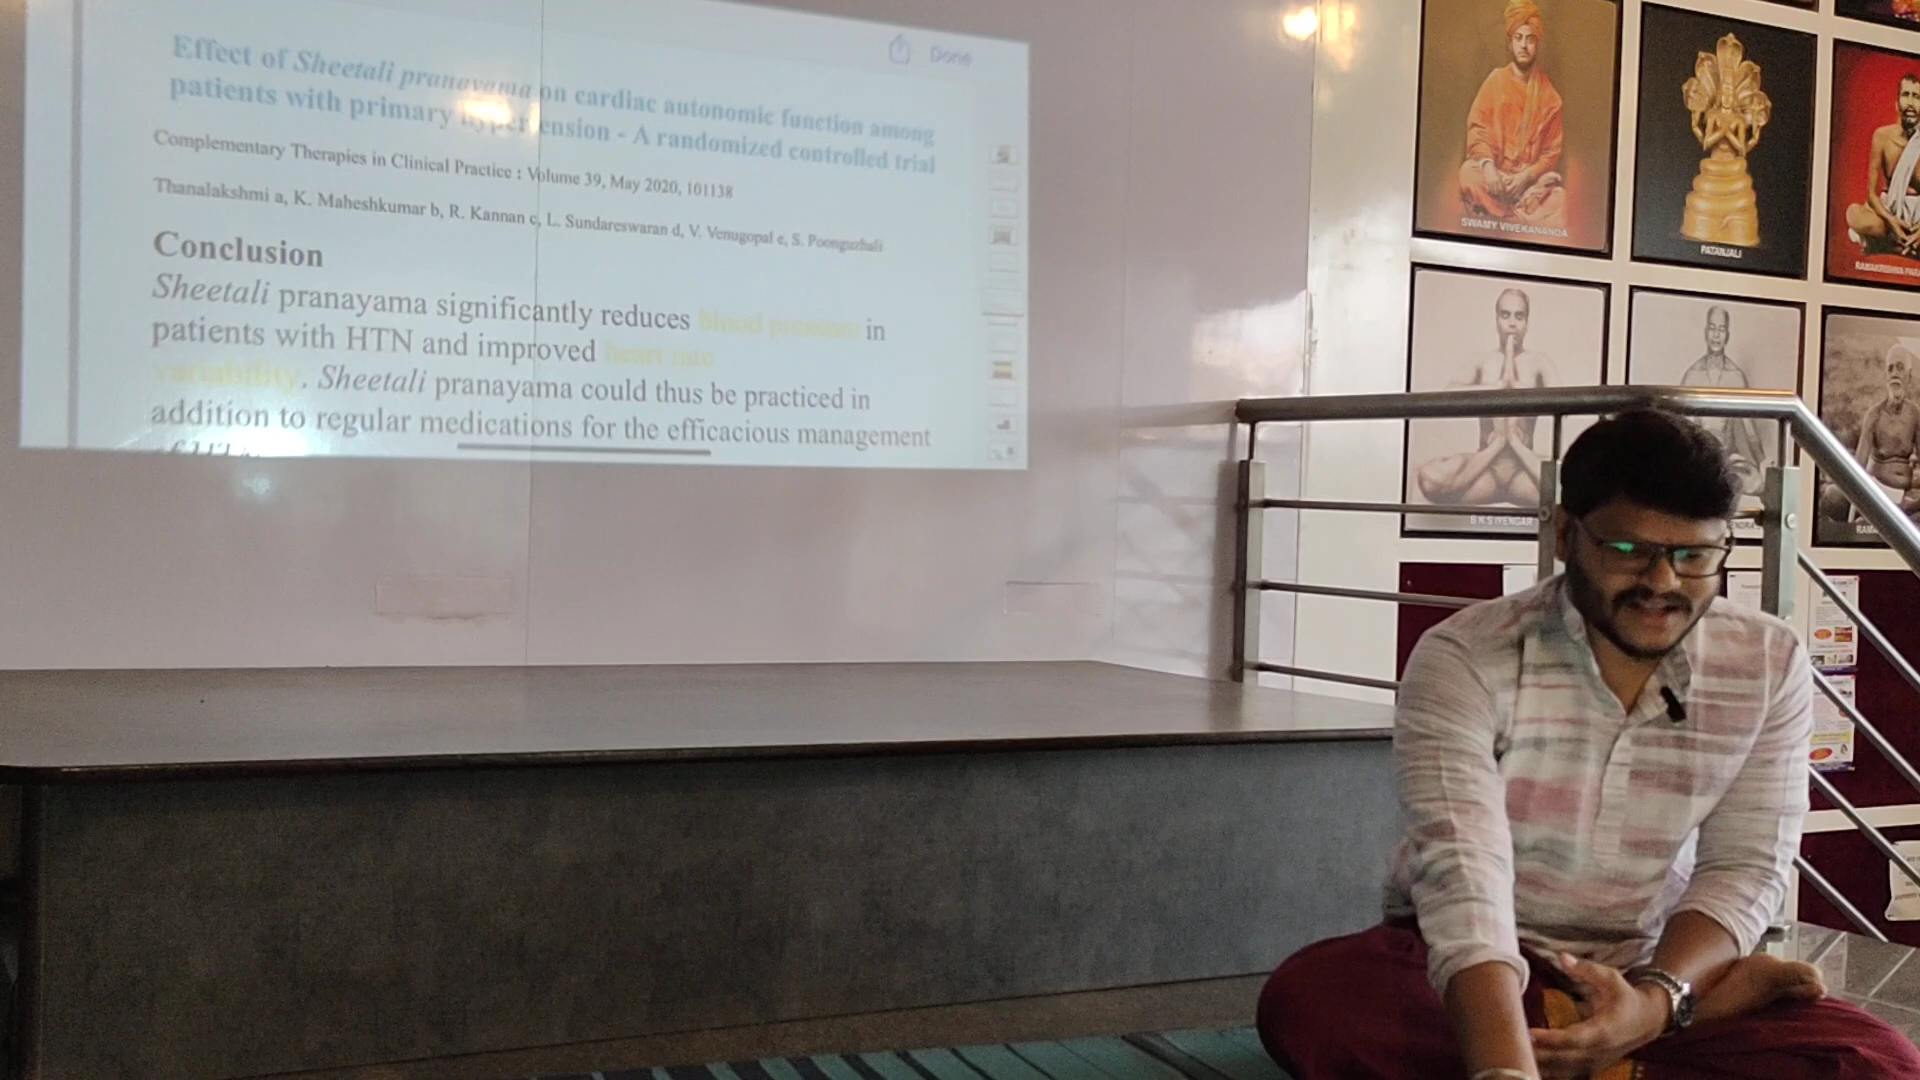 Done
Effect of Sheetali pranayama on cardiac autonomic function among
patients with primary hypertension - A randomized controlled trial
Complementary Therapies in Clinical Practice : Volume 39, May 2020, 101138
Thanalakshmi a, K. Maheshkumar b, R. Kannan c, L. Sundareswaran d, V. Venugopal e, S. Poonguzhali
Conclusion
Sheetali pranayama significantly reduces blood pressure in
patients with HTN and improved heart rate
variability. Sheetali pranayama could thus be practiced in
addition to regular medications for the efficacious management
SWAMY VIVEKANANDA
PATANJALI
RAMAKRISHNA PARA
B K S IYENGAR